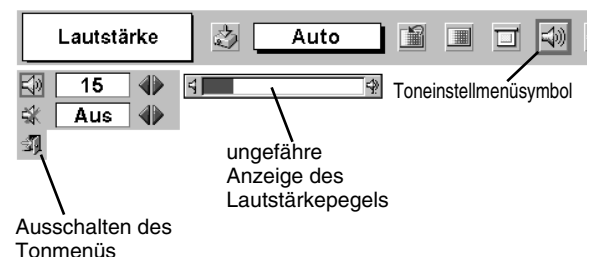 Lautstärke
Auto
15
Toneinstellmenüsymbol
Aus
ungefähre
Anzeige des
Lautstärkepegels
Ausschalten des
Tonmenüs